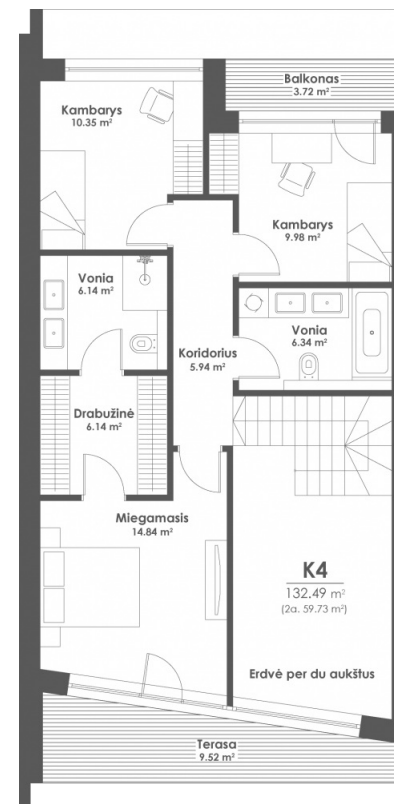 Balkonas
3.72 m²
Kambarys
10.35 m²
Kambarys
9.98 m²
Vonia
6.14 m²
Vonia
6.34 m²
Koridorius
5.94 m²
Drabužinė
6.14 m²
Miegamasis
14.84 m²
K4
132.49 m²
(2a. 59.73 m²)
Erdvė per du aukštus
Terasa
9.52 m²